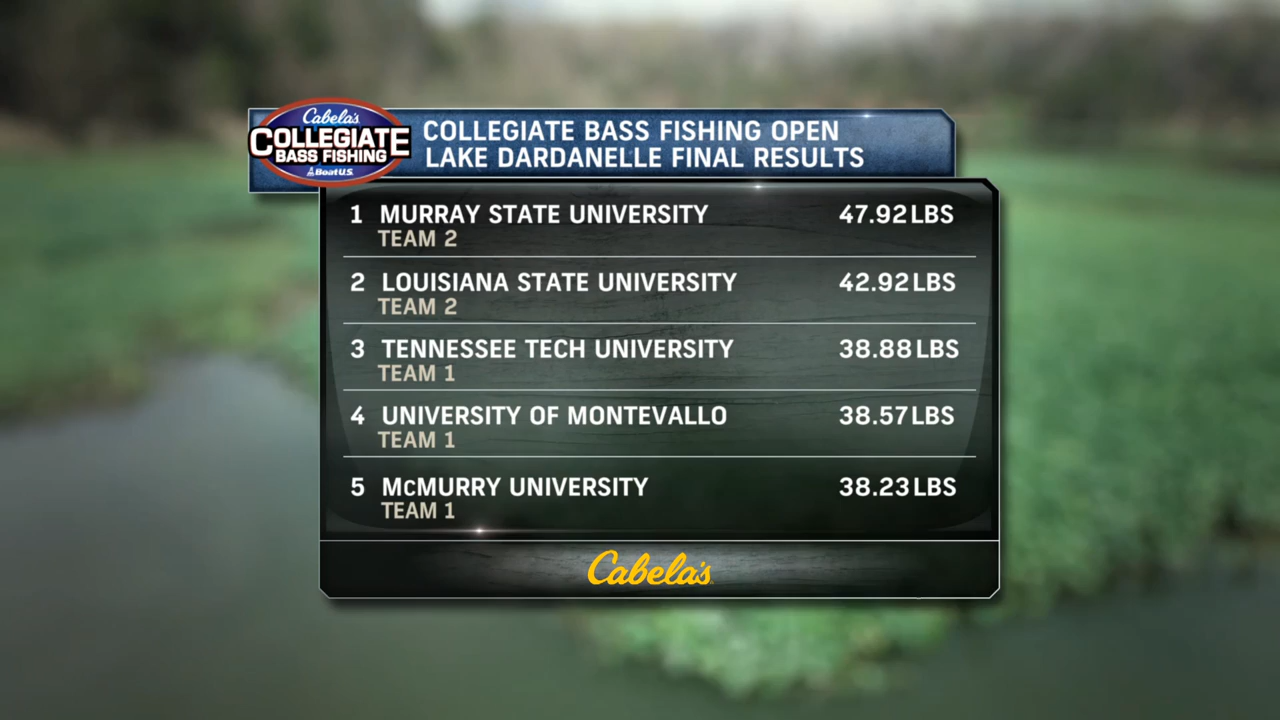 Cabela's
COLLEGIATE
BASS FISHING
BoatU.S.
COLLEGIATE BASS FISHING OPEN
LAKE DARDANELLE FINAL RESULTS
1 MURRAY STATE UNIVERSITY 47.92 LBS
TEAM 2
2 LOUISIANA STATE UNIVERSITY 42.92 LBS
TEAM 2
3 TENNESSEE TECH UNIVERSITY 38.88 LBS
TEAM 1
4 UNIVERSITY OF MONTEVALLO 38.57 LBS
TEAM 1
5 McMURRY UNIVERSITY 38.23 LBS
TEAM 1
Cabela's